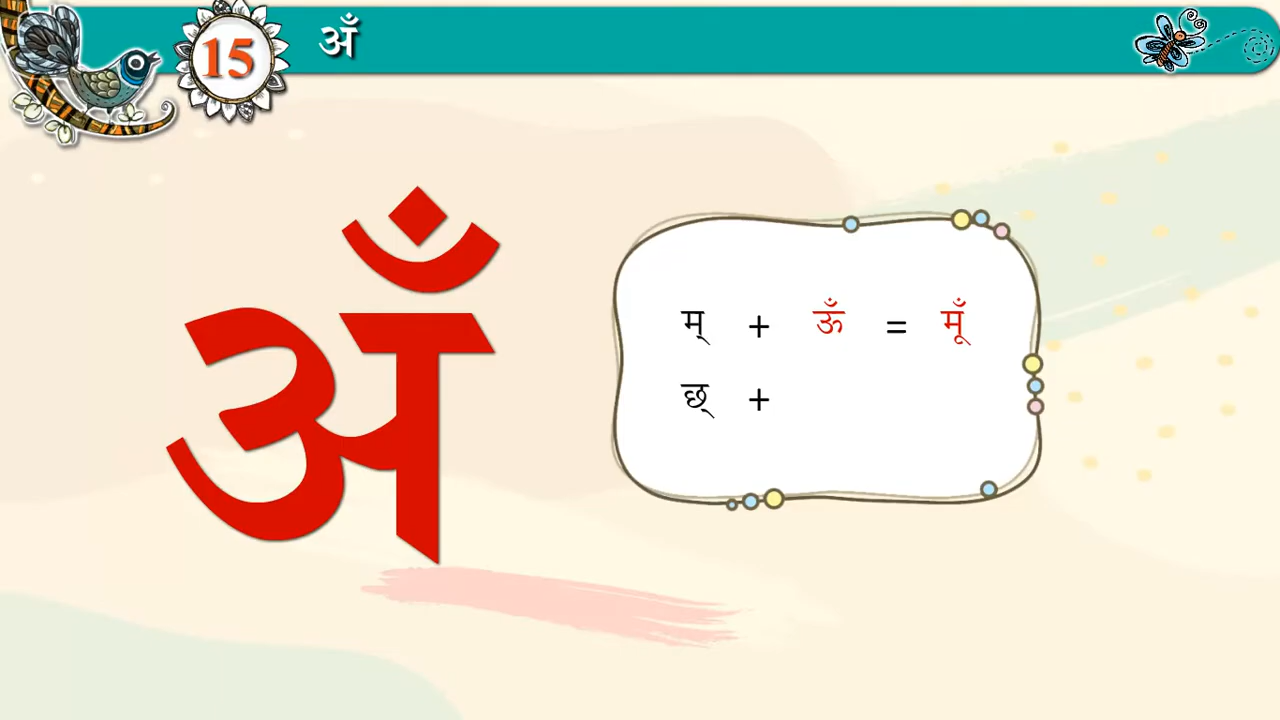 15 अँ
अँ
म् + ऊँ = मूँ
छ् +